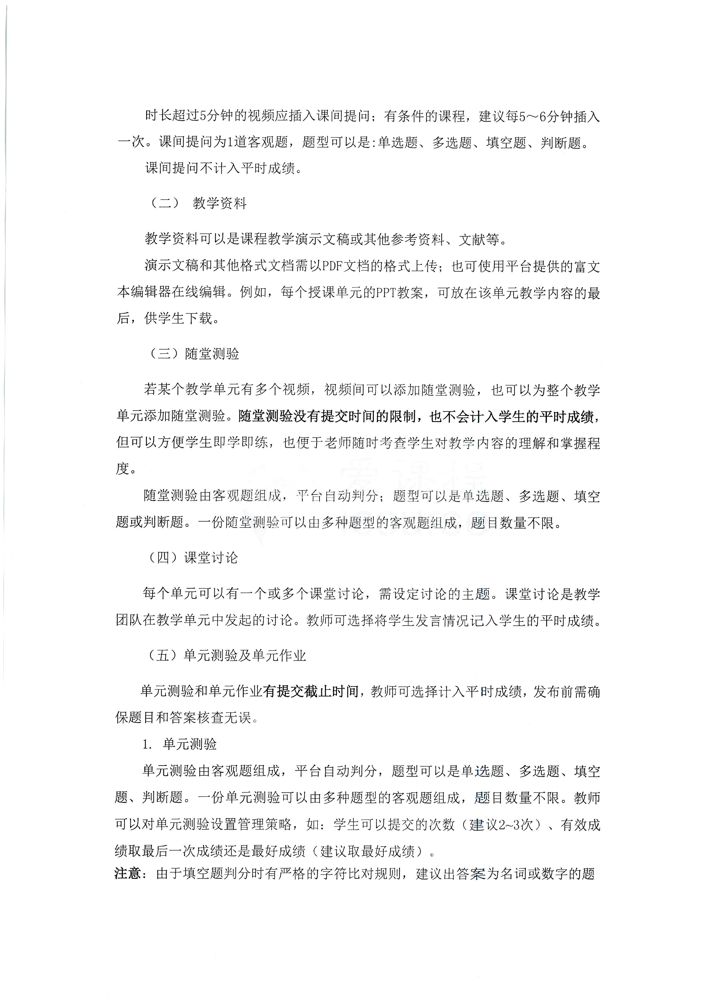 时长超过5分钟的视频应插入课间提问；有条件的课程，建议每5～6分钟插入
一次。课间提问为1道客观题，题型可以是:单选题、多选题、填空题、判断题。
课间提问不计入平时成绩。
（二） 教学资料
教学资料可以是课程教学演示文稿或其他参考资料、文献等。
演示文稿和其他格式文档需以PDF文档的格式上传；也可使用平台提供的富文
本编辑器在线编辑。例如，每个授课单元的PPT教案，可放在该单元教学内容的最
后，供学生下载。
（三）随堂测验
若某个教学单元有多个视频，视频间可以添加随堂测验，也可以为整个教学
单元添加随堂测验。随堂测验没有提交时间的限制，也不会计入学生的平时成绩，
但可以方便学生即学即练，也便于老师随时考查学生对教学内容的理解和掌握程
度。
爱课程
随堂测验由客观题组成，平台自动判分；题型可以是单选题、多选题、填空
题或判断题。一份随堂测验可以由多种题型的客观题组成，题目数量不限。
icourse
（四）课堂讨论
每个单元可以有一个或多个课堂讨论，需设定讨论的主题。课堂讨论是教学
团队在教学单元中发起的讨论。教师可选择将学生发言情况记入学生的平时成绩。
（五）单元测验及单元作业
单元测验和单元作业有提交截止时间，教师可选择计入平时成绩，发布前需确
保题目和答案核查无误。
1. 单元测验
单元测验由客观题组成，平台自动判分，题型可以是单选题、多选题、填空
题、判断题。一份单元测验可以由多种题型的客观题组成，题目数量不限。教师
可以对单元测验设置管理策略，如：学生可以提交的次数（建议2~3次）、有效成
绩取最后一次成绩还是最好成绩（建议取最好成绩）。
注意：由于填空题判分时有严格的字符比对规则，建议出答案为名词或数字的题